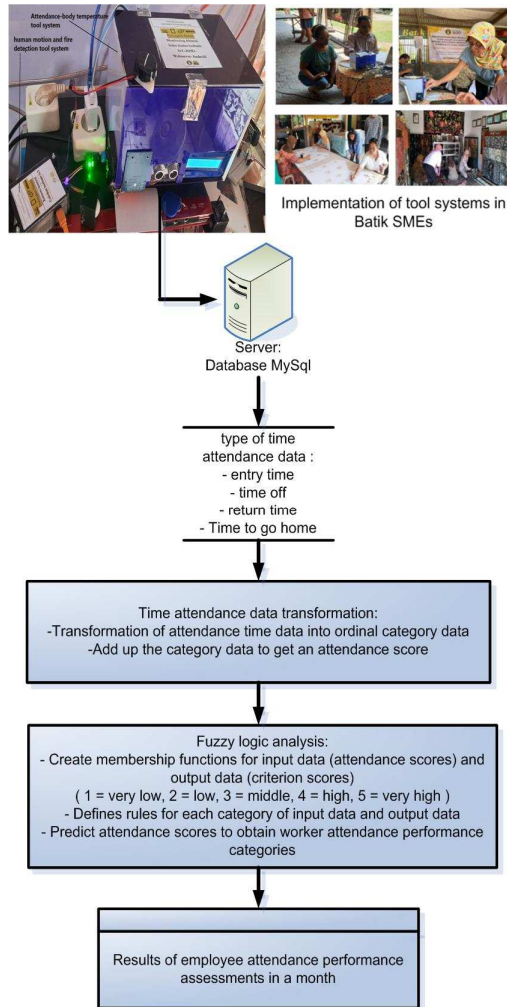 Attendance-body temperature
tool system
human motion and fire
detection tool system
Batik
Implementation of tool systems in
Batik SMEs
Server:
Database MySql
type of time
attendance data :
- entry time
- time off
- return time
- Time to go home
Time attendance data transformation:
-Transformation of attendance time data into ordinal category data
-Add up the category data to get an attendance score
Fuzzy logic analysis:
- Create membership functions for input data (attendance scores) and
output data (criterion scores)
( 1 = very low, 2 = low, 3 = middle, 4 = high, 5 = very high )
- Defines rules for each category of input data and output data
- Predict attendance scores to obtain worker attendance performance
categories
Results of employee attendance performance
assessments in a month